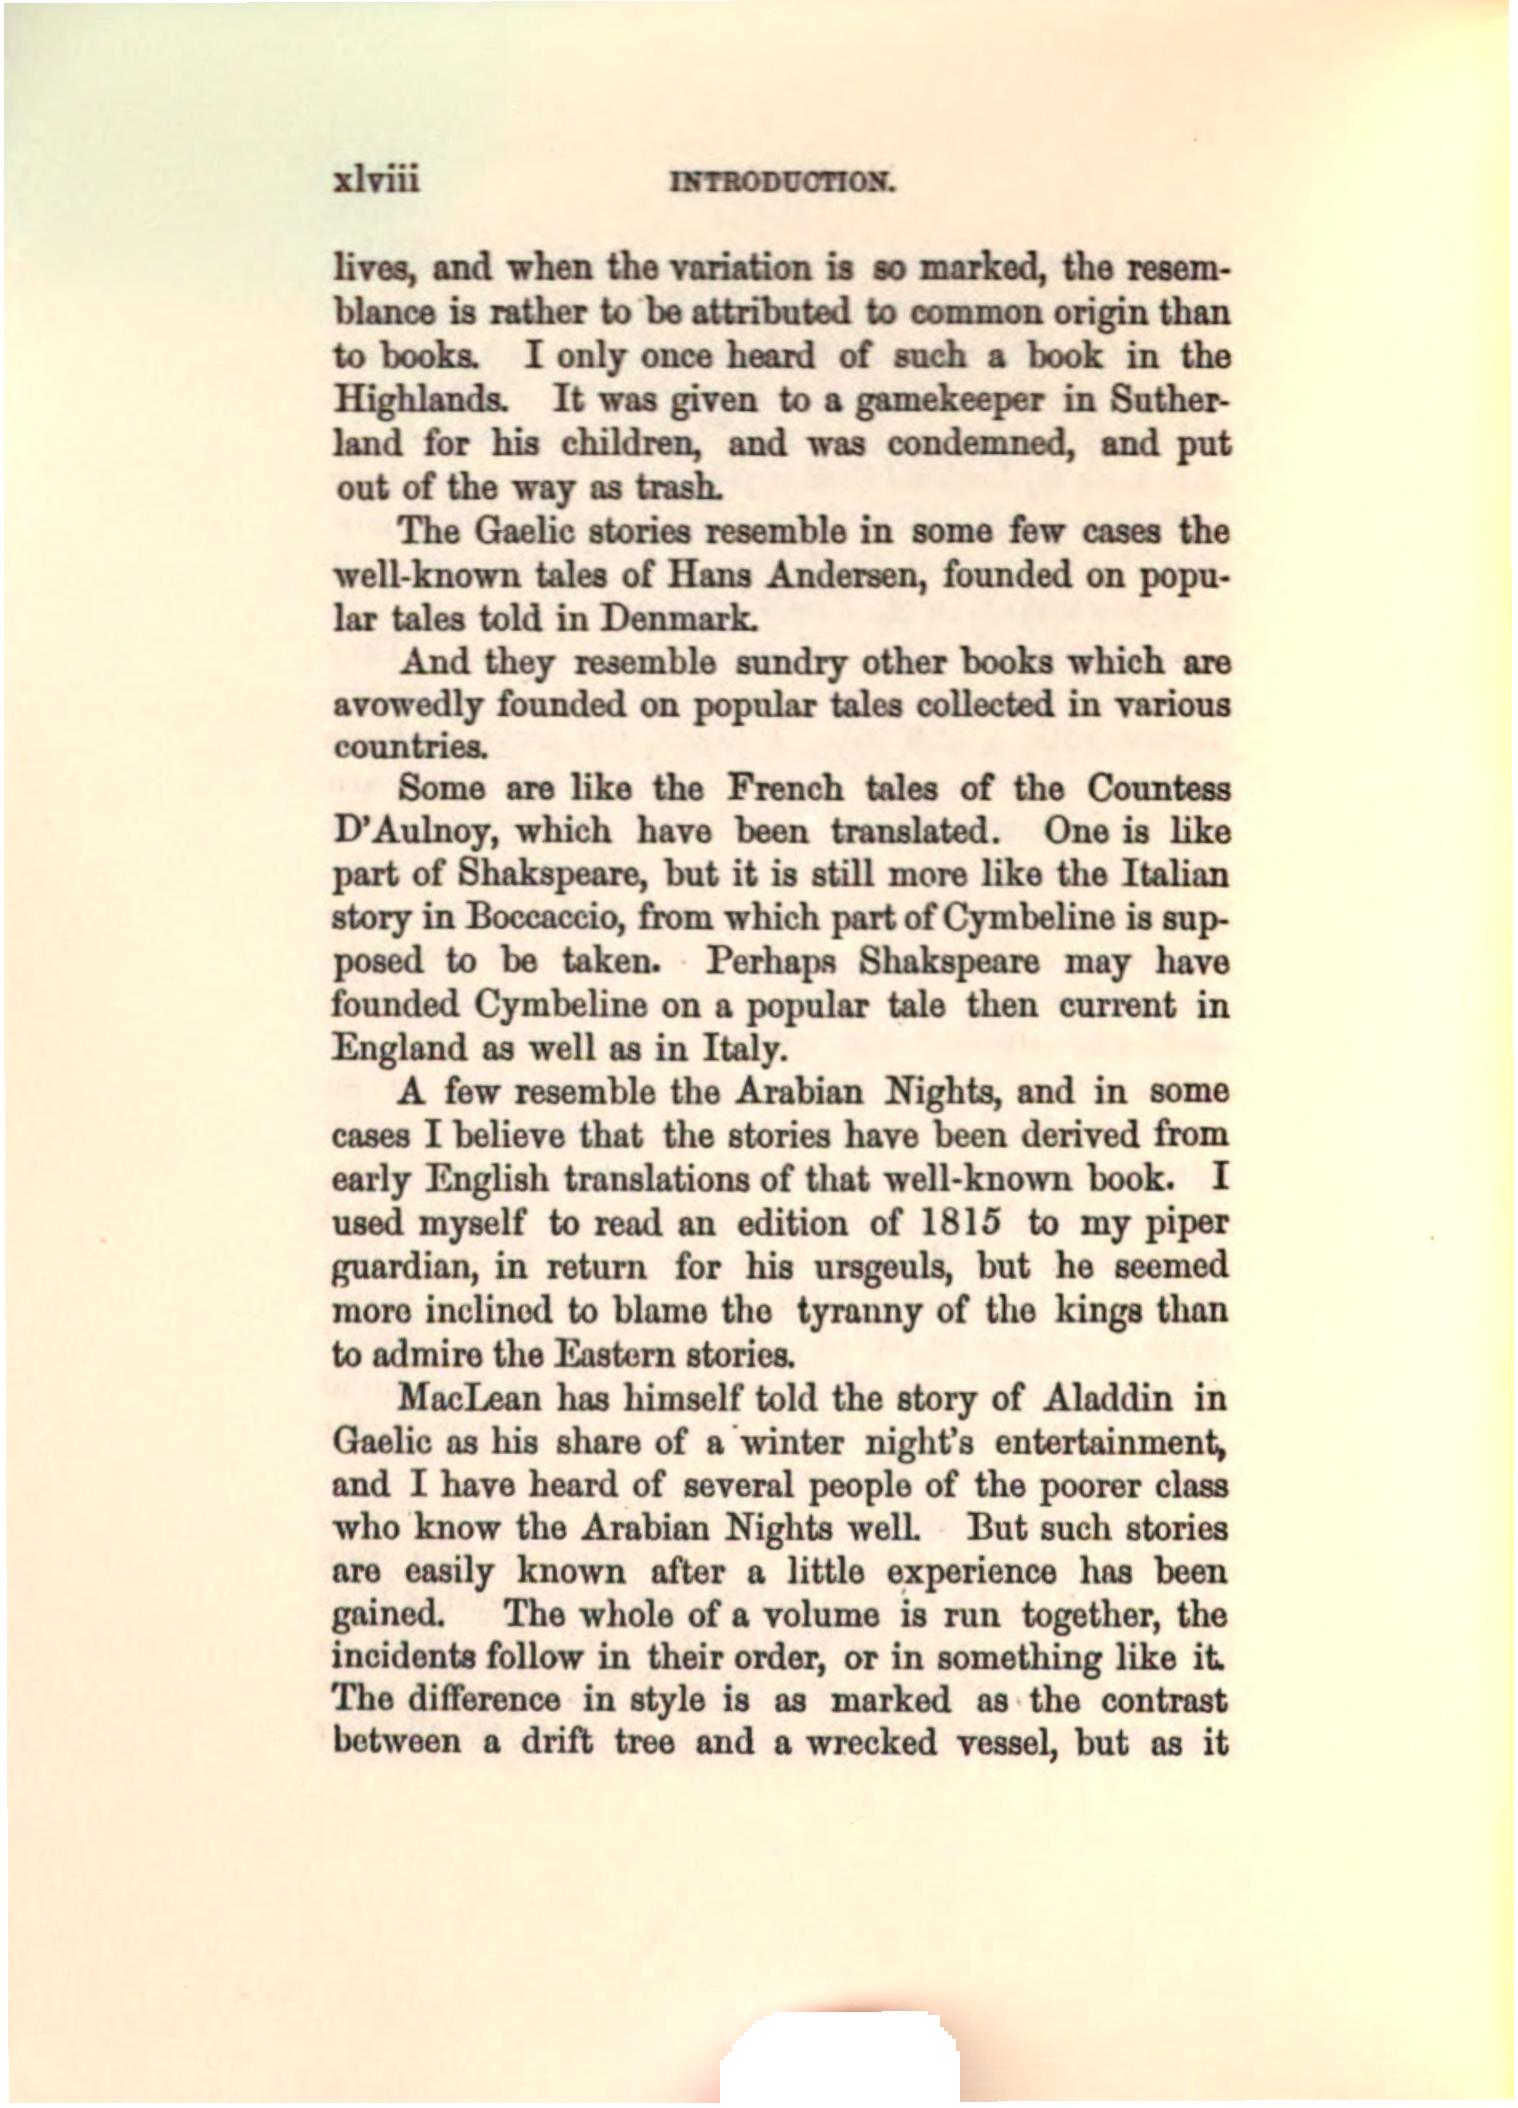 xlviii INTRODUCTION.
lives, and when the variation is so marked, the resem-
blance is rather to be attributed to common origin than
to books. I only once heard of such a book in the
Highlands. It was given to a gamekeeper in Suther-
land for his children, and was condemned, and put
out of the way as trash.
The Gaelic stories resemble in some few cases the
well-known tales of Hans Andersen, founded on popu-
lar tales told in Denmark.
And they resemble sundry other books which are
avowedly founded on popular tales collected in various
countries.
Some are like the French tales of the Countess
D'Aulnoy, which have been translated. One is like
part of Shakspeare, but it is still more like the Italian
story in Boccaccio, from which part of Cymbeline is sup-
posed to be taken. Perhaps Shakspeare may have
founded Cymbeline on a popular tale then current in
England as well as in Italy.
A few resemble the Arabian Nights, and in some
cases I believe that the stories have been derived from
early English translations of that well-known book. I
used myself to read an edition of 1815 to my piper
guardian, in return for his ursgeuls, but he seemed
more inclined to blame the tyranny of the kings than
to admire the Eastern stories.
MacLean has himself told the story of Aladdin in
Gaelic as his share of a winter night's entertainment,
and I have heard of several people of the poorer class
who know the Arabian Nights well. But such stories
are easily known after a little experience has been
gained. The whole of a volume is run together, the
incidents follow in their order, or in something like it.
The difference in style is as marked as the contrast
between a drift tree and a wrecked vessel, but as it